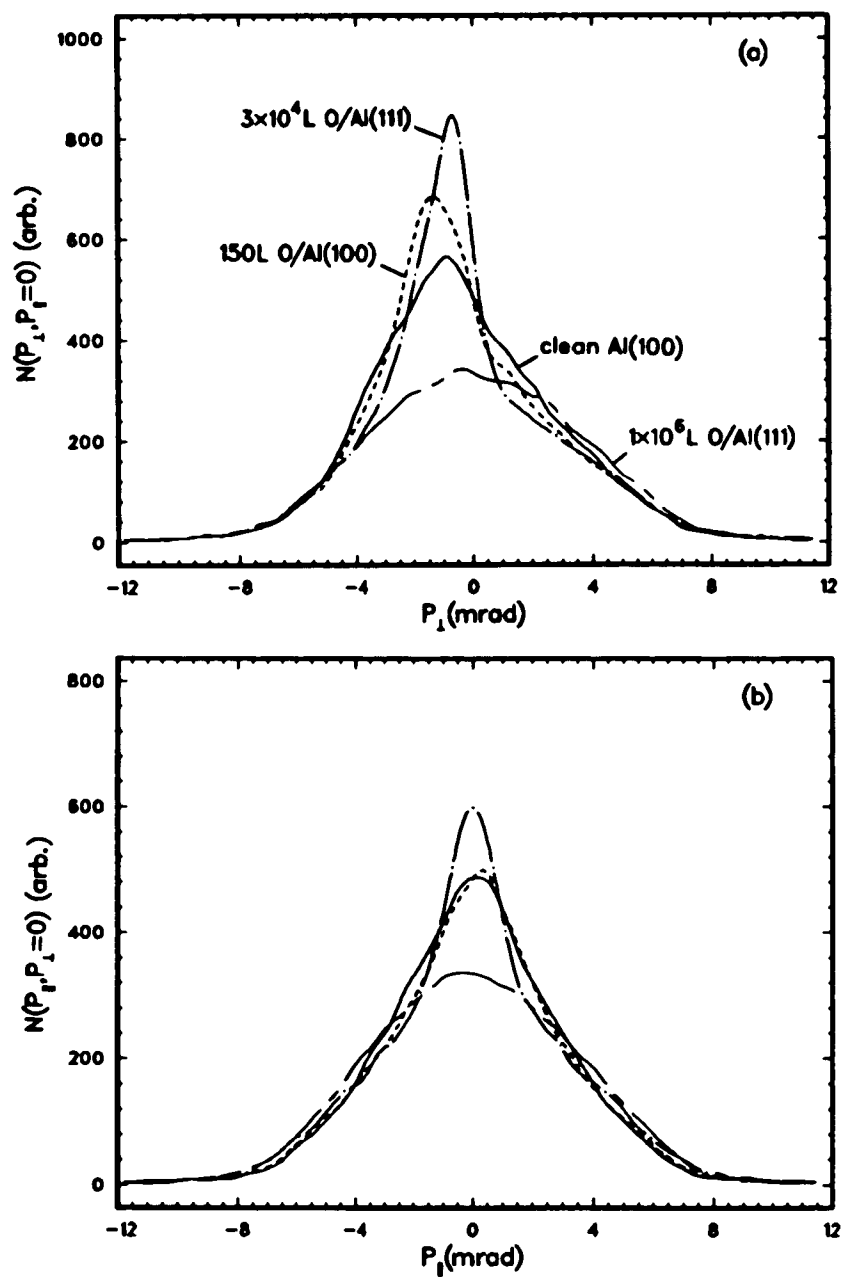 (a)
1000
800
600
400
200
0
N(P⊥,P∥=0) (arb.)
3×10⁴L O/Al(111)
150L O/Al(100)
clean Al(100)
1×10⁶L O/Al(111)
-12 -8 -4 0 4 8 12
P⊥(mrad)
(b)
800
600
400
200
0
N(P∥,P⊥=0) (arb.)
-12 -8 -4 0 4 8 12
P∥(mrad)